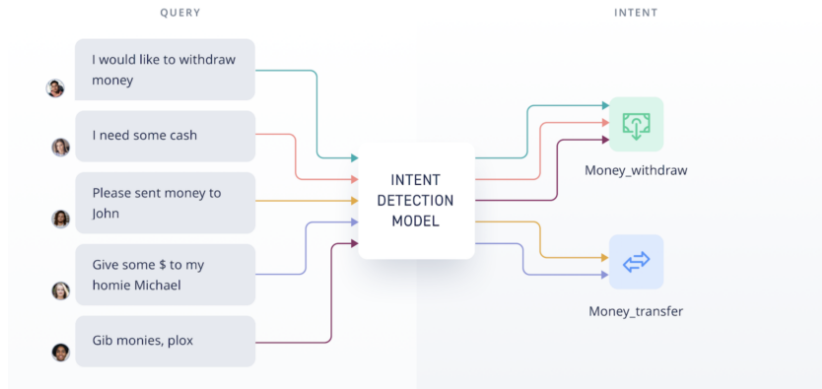 QUERY
INTENT
I would like to withdraw
money
I need some cash
Please sent money to
John
Give some $ to my
homie Michael
Gib monies, plox
INTENT
DETECTION
MODEL
Money_withdraw
Money_transfer